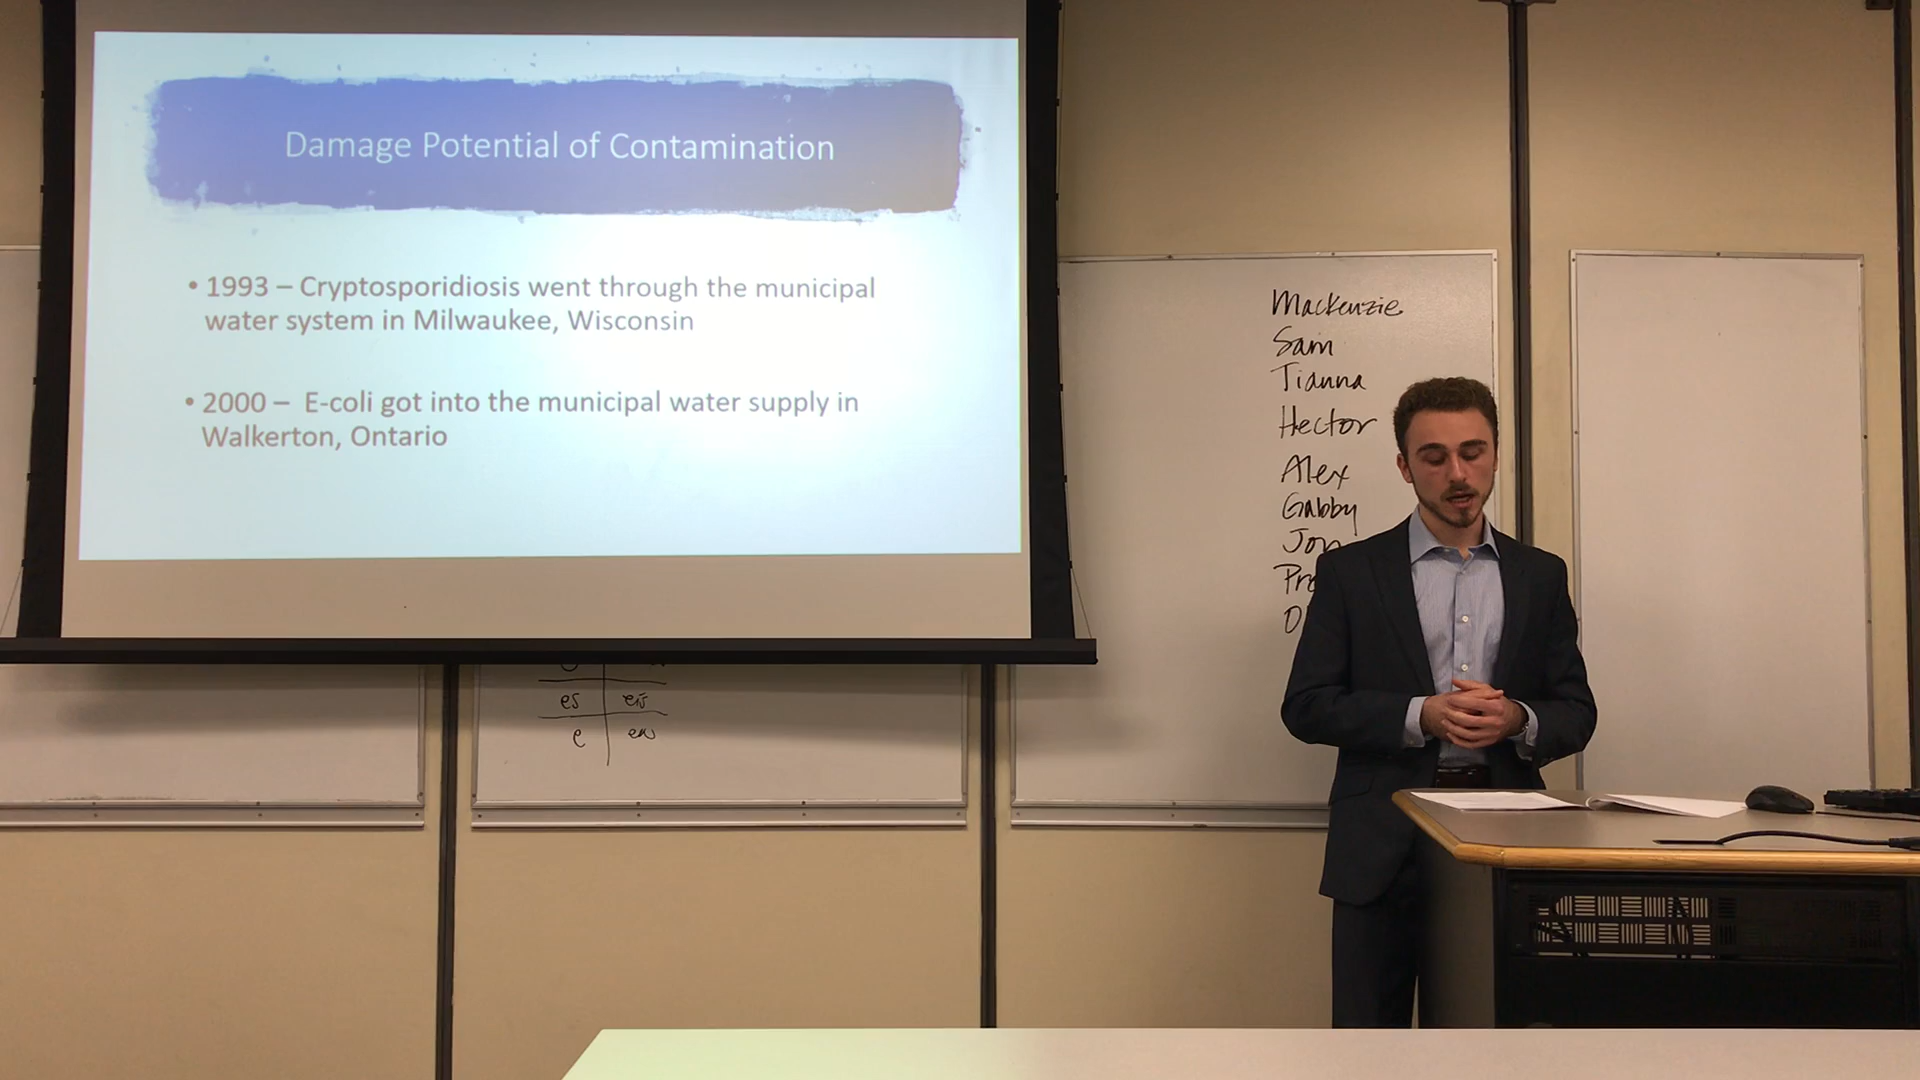 Damage Potential of Contamination
• 1993 – Cryptosporidiosis went through the municipal
water system in Milwaukee, Wisconsin
• 2000 – E-coli got into the municipal water supply in
Walkerton, Ontario
Mackenzie
Sam
Tianna
Hector
Alex
Gabby
Jon
es
e